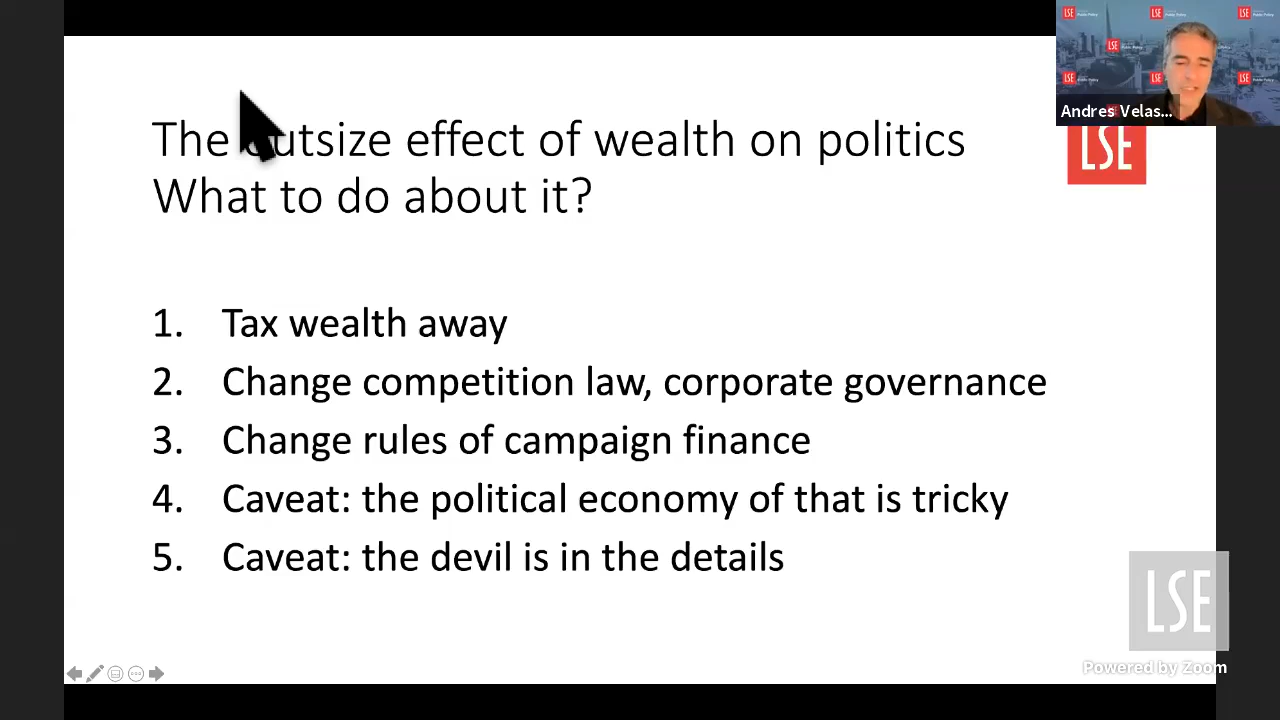 LSE
Andres Velas...
LSE
The outsize effect of wealth on politics
What to do about it?
1. Tax wealth away
2. Change competition law, corporate governance
3. Change rules of campaign finance
4. Caveat: the political economy of that is tricky
5. Caveat: the devil is in the details
LSE
Powered by Zoom